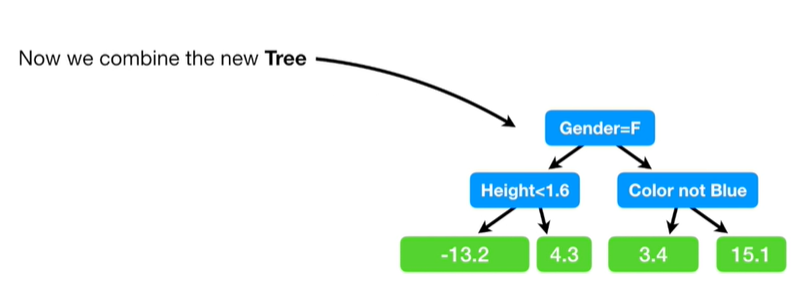 Now we combine the new Tree
Gender=F
Height<1.6
Color not Blue
-13.2
4.3
3.4
15.1